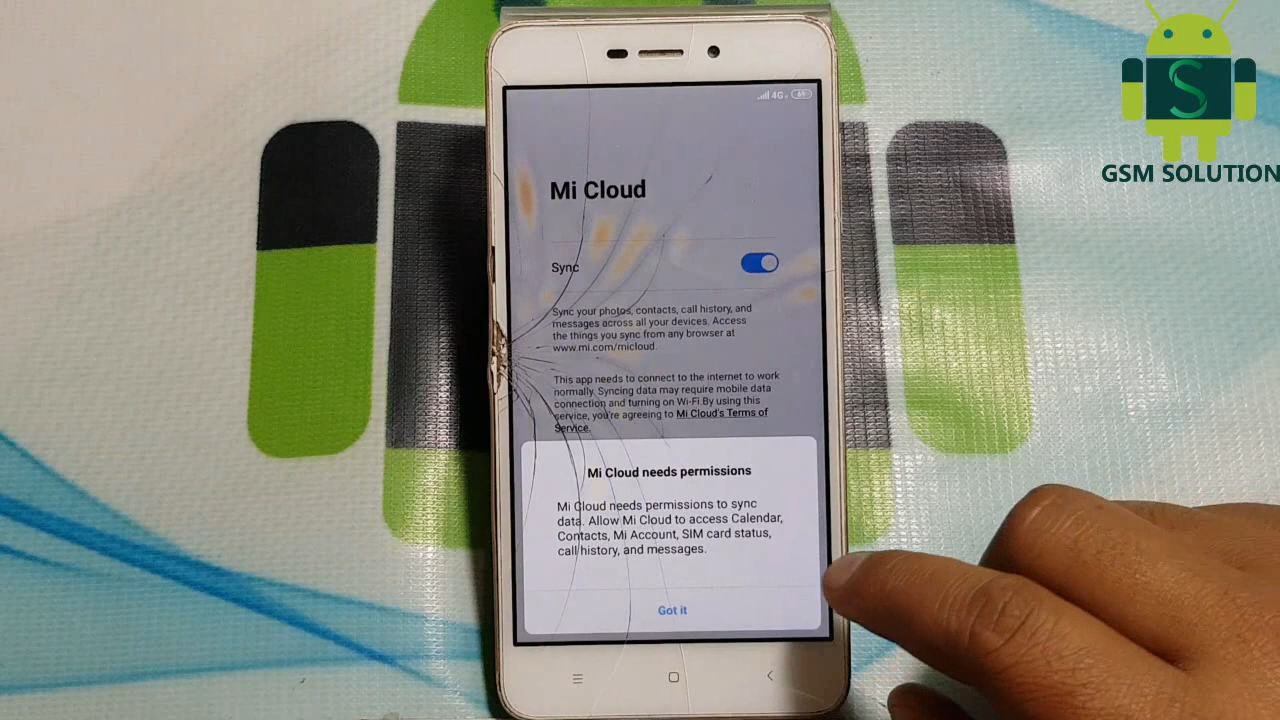 4G
69
Mi Cloud
Sync
Sync your photos, contacts, call history, and
messages across all your devices. Access
the things you sync from any browser at
www.mi.com/micloud.
This app needs to connect to the internet to work
normally. Syncing data may require mobile data
connection and turning on Wi-Fi.By using this
service, you're agreeing to Mi Cloud's Terms of
Service.
Mi Cloud needs permissions
Mi Cloud needs permissions to sync
data. Allow Mi Cloud to access Calendar,
Contacts, Mi Account, SIM card status,
call history, and messages.
Got it
S
GSM SOLUTION